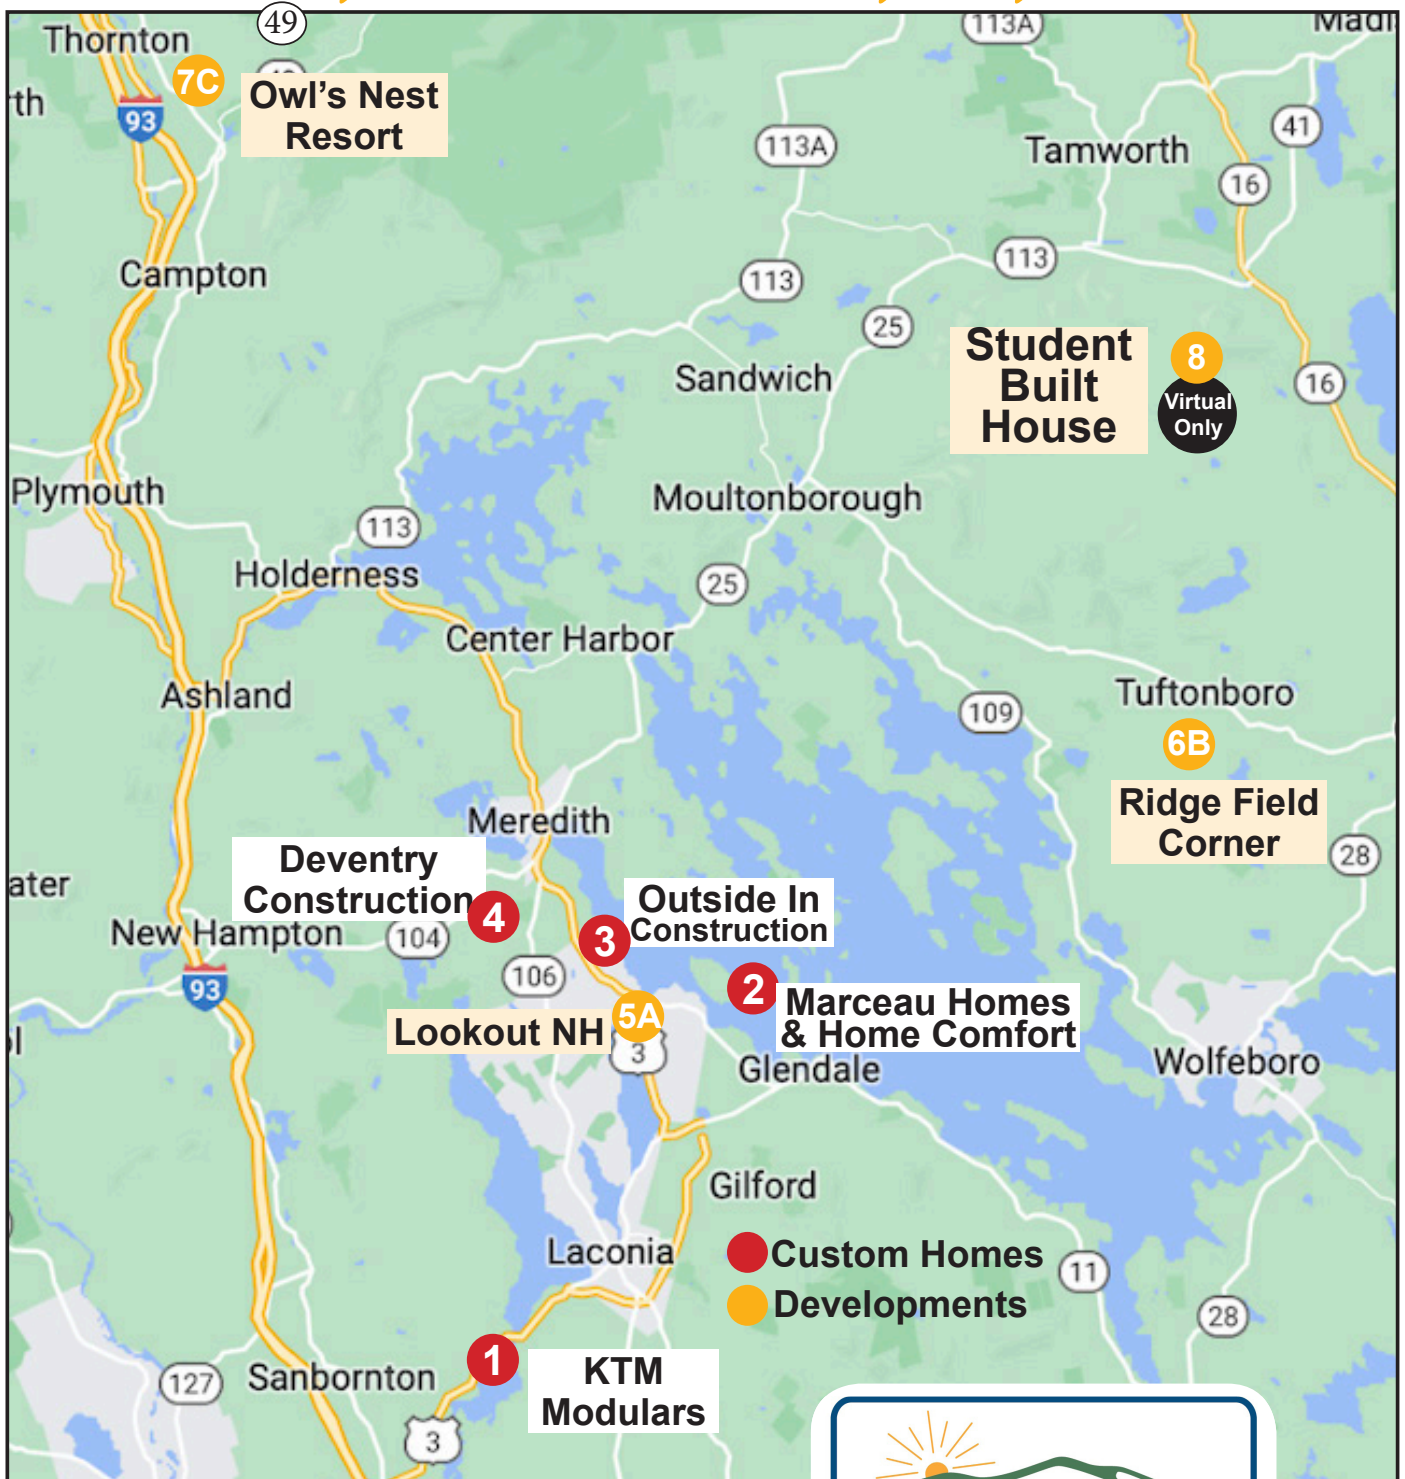 49
Thornton
7C
113A
Madi
Owl's Nest
Resort
93
rth
41
113A
Tamworth
16
Campton
113
113
25
Student
Built
House
8
Virtual
Only
Sandwich
16
Plymouth
Moultonborough
113
Holderness
25
Center Harbor
Ashland
Tuftonboro
109
6B
Ridge Field
Corner
Meredith
28
Deventry
Construction
4
ater
Outside In
Construction
3
New Hampton
104
106
93
2
Marceau Homes
& Home Comfort
Lookout NH
5A
3
Glendale
Wolfeboro
Gilford
Laconia
Custom Homes
Developments
11
28
1
KTM
Modulars
Sanbornton
127
3